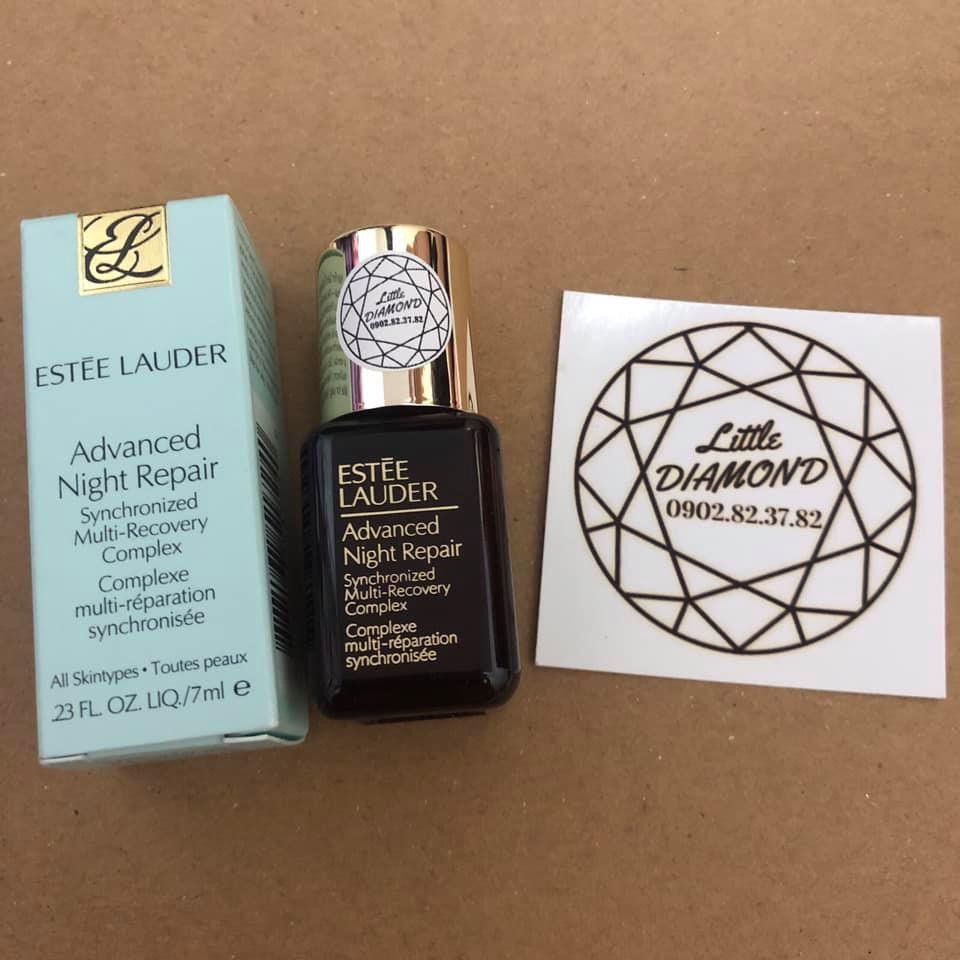 EL
ESTĒE LAUDER
Advanced
Night Repair
Synchronized
Multi-Recovery
Complex
Complexe
multi-réparation
synchronisée
All Skintypes • Toutes peaux
.23 FL. OZ. LIQ./7ml e
Little
DIAMOND
0902.82.37.82
ESTĒE
LAUDER
Advanced
Night Repair
Synchronized
Multi-Recovery
Complex
Complexe
multi-réparation
synchronisée
Little
DIAMOND
0902.82.37.82